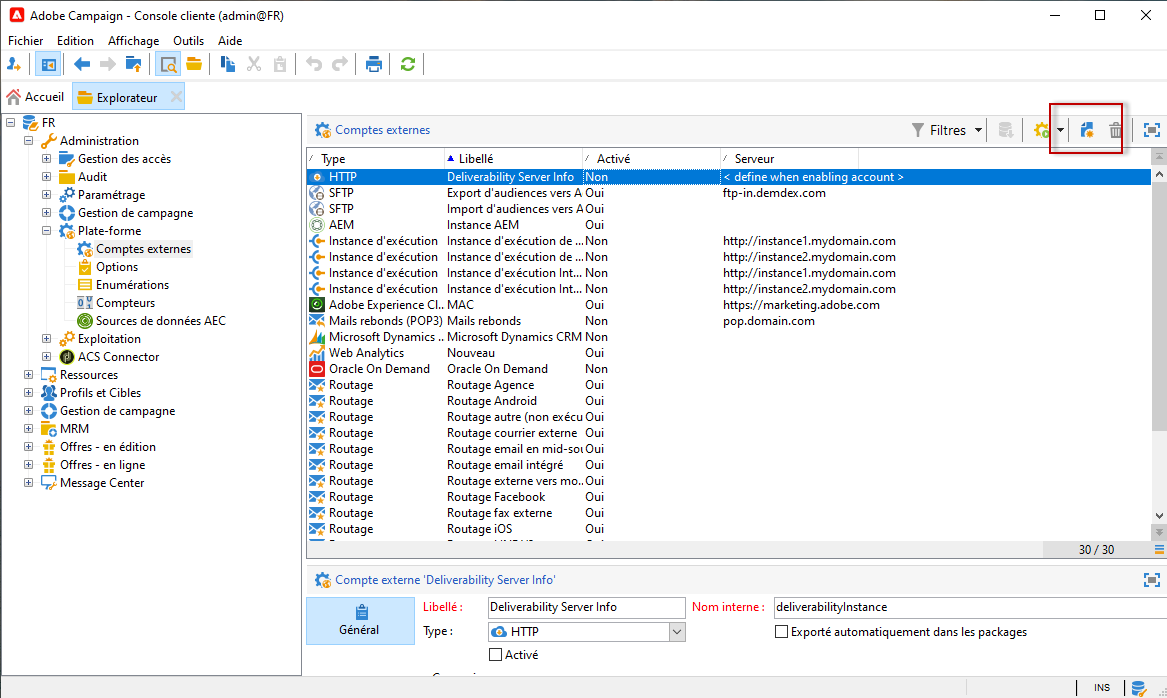 Adobe Campaign - Console cliente (admin@FR)
Fichier Edition Affichage Outils Aide
Accueil Explorateur
FR
Administration
Gestion des accès
Audit
Paramétrage
Gestion de campagne
Plate-forme
Comptes externes
Options
Enumérations
Compteurs
Sources de données AEC
Exploitation
ACS Connector
Ressources
Profils et Cibles
Gestion de campagne
MRM
Offres - en édition
Offres - en ligne
Message Center
Comptes externes Filtres
Type Libellé Activé Serveur
HTTP Deliverability Server Info Non < define when enabling account >
SFTP Export d'audiences vers A Oui ftp-in.demdex.com
SFTP Import d'audiences vers A Oui
AEM Instance AEM Oui
Instance d'exécution Instance d'exécution de ... Non http://instance1.mydomain.com
Instance d'exécution Instance d'exécution de ... Non http://instance2.mydomain.com
Instance d'exécution Instance d'exécution Int... Non http://instance1.mydomain.com
Instance d'exécution Instance d'exécution Int... Non http://instance2.mydomain.com
Adobe Experience Cl... MAC Oui https://marketing.adobe.com
Mails rebonds (POP3) Mails rebonds Non pop.domain.com
Microsoft Dynamics ... Microsoft Dynamics CRM Non
Web Analytics Nouveau Oui
Oracle On Demand Oracle On Demand Non
Routage Routage Agence Oui
Routage Routage Android Oui
Routage Routage autre (non exécu Oui
Routage Routage courrier externe Oui
Routage Routage email en mid-sou Oui
Routage Routage email intégré Oui
Routage Routage externe vers mo... Oui
Routage Routage Facebook Oui
Routage Routage fax externe Oui
Routage Routage iOS Oui
30 / 30
Compte externe 'Deliverability Server Info'
Général
Libellé : Deliverability Server Info Nom interne : deliverabilityInstance
Type : HTTP Exporté automatiquement dans les packages
Activé
INS